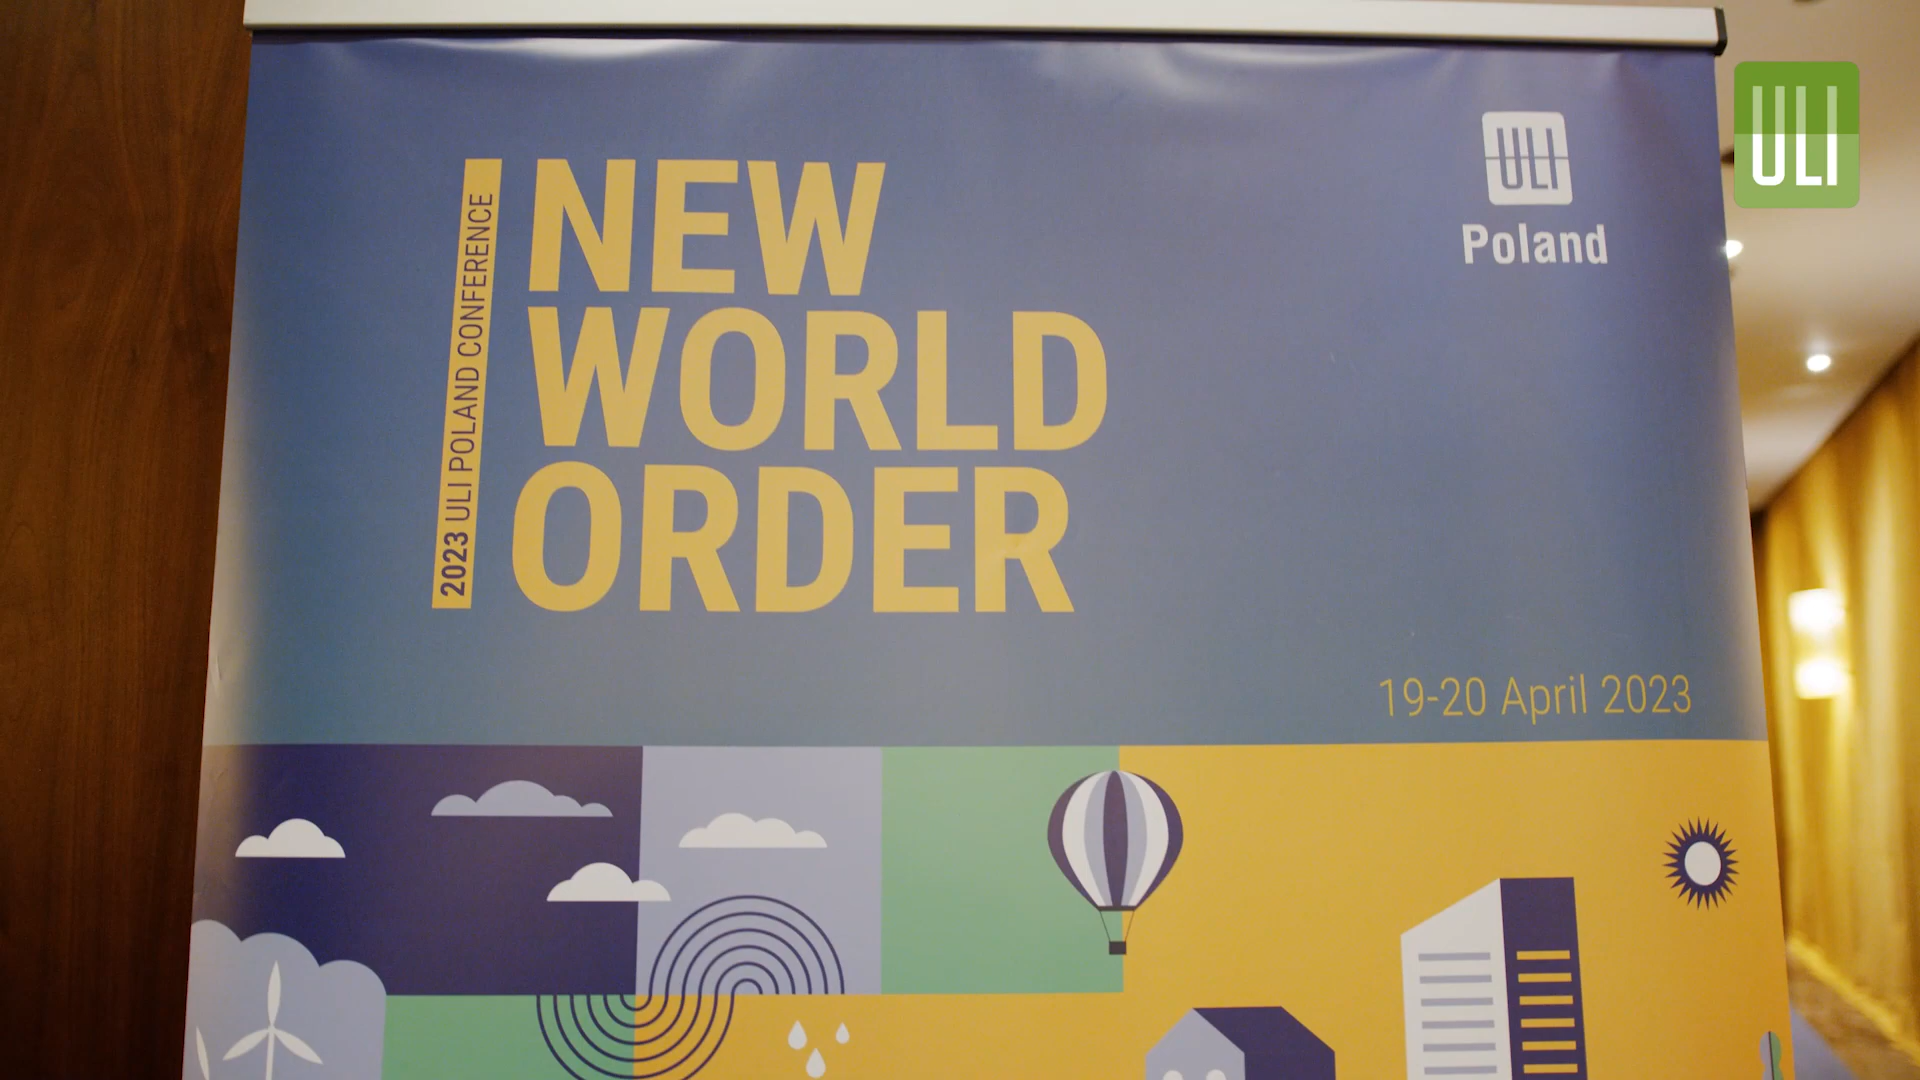 2023 ULI POLAND CONFERENCE
NEW
WORLD
ORDER
ULI
Poland
ULI
19-20 April 2023